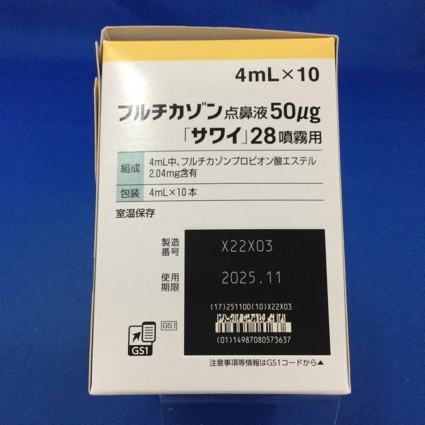 4mL×10
フルチカゾン点鼻液50μg
「サワイ」28噴霧用
組成 4mL中、フルチカゾンプロピオン酸エステル
2.04mg含有
包装 4mL×10本
室温保存
製造
番号 X22X03
使用
期限 2025.11
(17)251100(10)X22X03
(01)14987080573637
GS1
GS1
注意事項等情報はGS1コードから▲